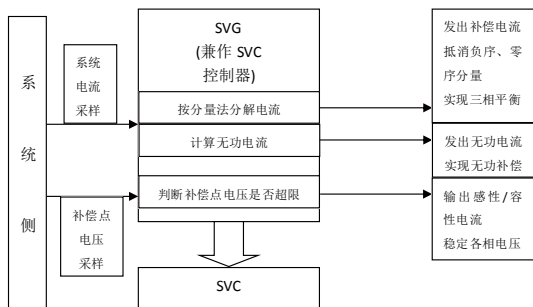 系
统
侧
系统
电流
采样
补偿点
电压
采样
SVG
(兼作 SVC
控制器)
按分量法分解电流
计算无功电流
判断补偿点电压是否超限
SVC
发出补偿电流
抵消负序、零
序分量
实现三相平衡
发出无功电流
实现无功补偿
输出感性/容
性电流
稳定各相电压